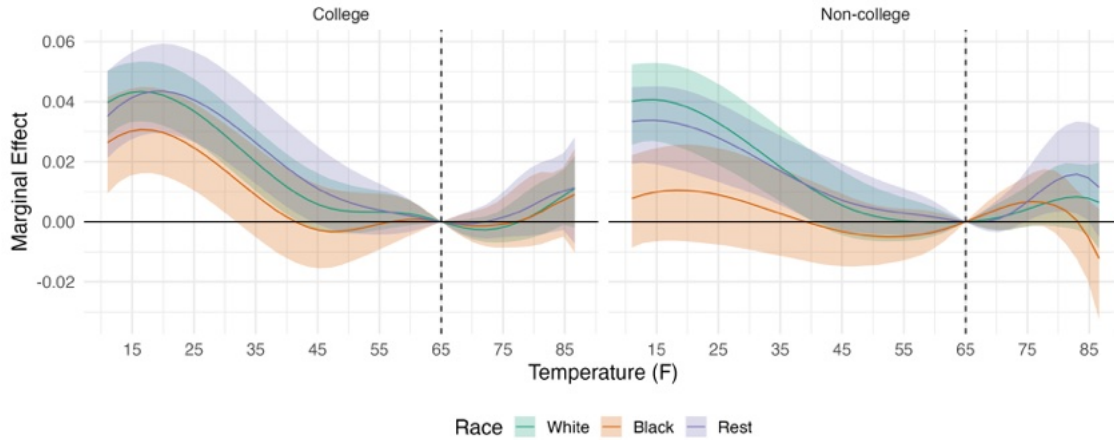 College Non-college
Marginal Effect
0.06
0.04
0.02
0.00
-0.02
15 25 35 45 55 65 75 85 15 25 35 45 55 65 75 85
Temperature (F)
Race White Black Rest